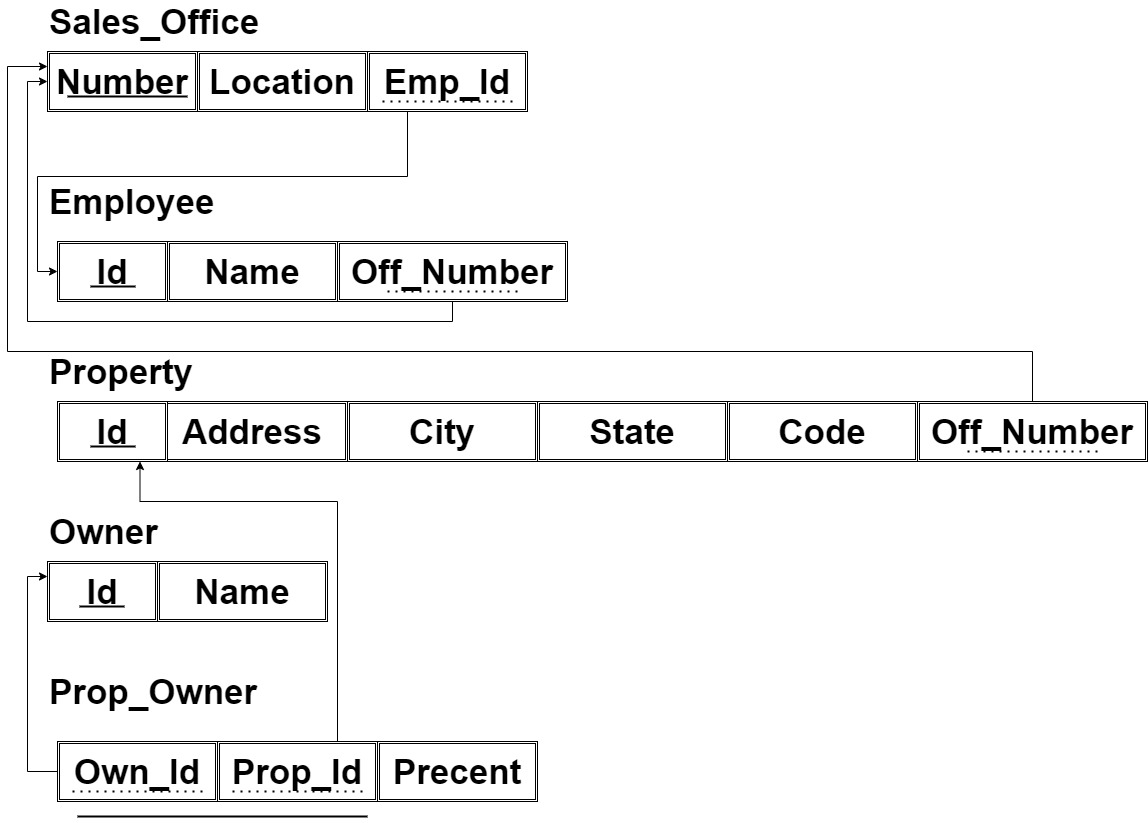 Sales_Office
Number Location Emp_Id
Employee
Id Name Off_Number
Property
Id Address City State Code Off_Number
Owner
Id Name
Prop_Owner
Own_Id Prop_Id Precent